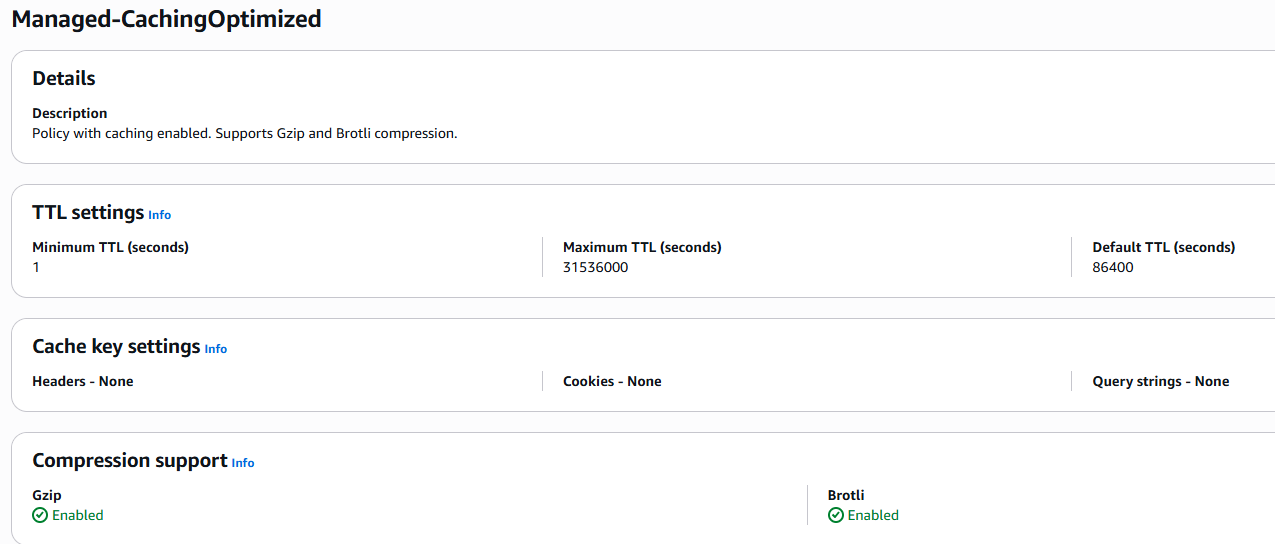 Managed-CachingOptimized
Details
Description
Policy with caching enabled. Supports Gzip and Brotli compression.
TTL settings Info
Minimum TTL (seconds)
1
Maximum TTL (seconds)
31536000
Default TTL (seconds)
86400
Cache key settings Info
Headers - None
Cookies - None
Query strings - None
Compression support Info
Gzip
Enabled
Brotli
Enabled